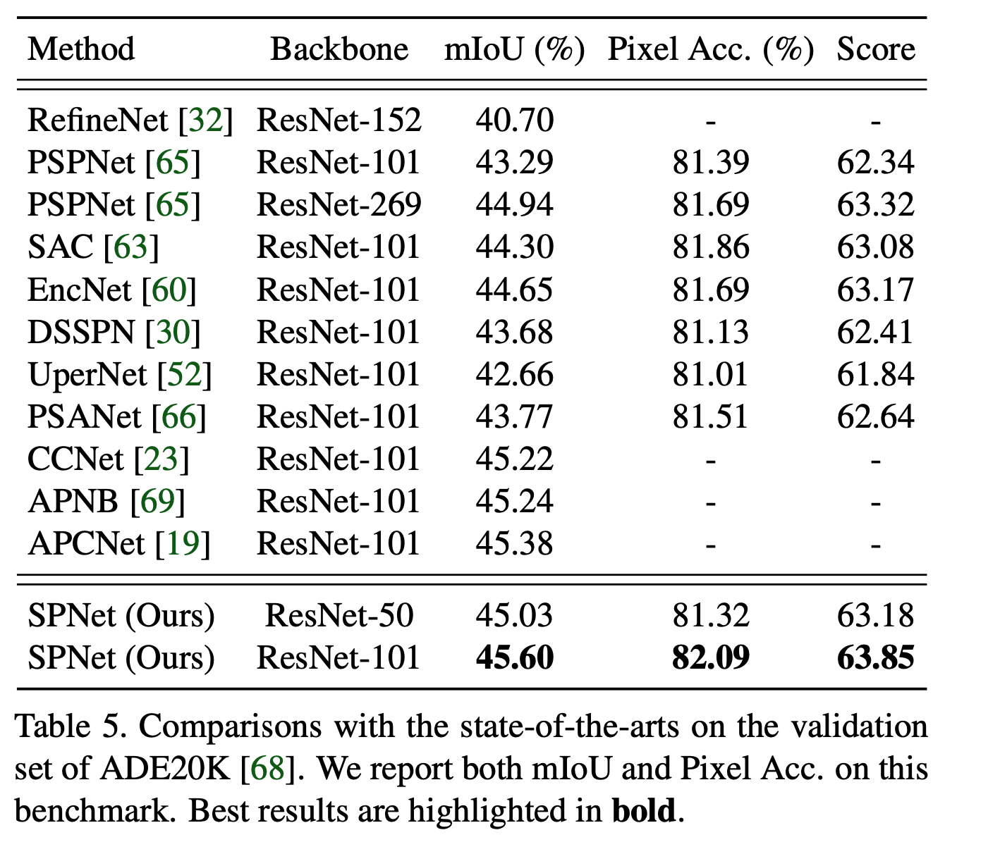 Method Backbone mIoU (%) Pixel Acc. (%) Score
RefineNet [32] ResNet-152 40.70 - -
PSPNet [65] ResNet-101 43.29 81.39 62.34
PSPNet [65] ResNet-269 44.94 81.69 63.32
SAC [63] ResNet-101 44.30 81.86 63.08
EncNet [60] ResNet-101 44.65 81.69 63.17
DSSPN [30] ResNet-101 43.68 81.13 62.41
UperNet [52] ResNet-101 42.66 81.01 61.84
PSANet [66] ResNet-101 43.77 81.51 62.64
CCNet [23] ResNet-101 45.22 - -
APNB [69] ResNet-101 45.24 - -
APCNet [19] ResNet-101 45.38 - -
SPNet (Ours) ResNet-50 45.03 81.32 63.18
SPNet (Ours) ResNet-101 45.60 82.09 63.85
Table 5. Comparisons with the state-of-the-arts on the validation
set of ADE20K [68]. We report both mIoU and Pixel Acc. on this
benchmark. Best results are highlighted in bold.